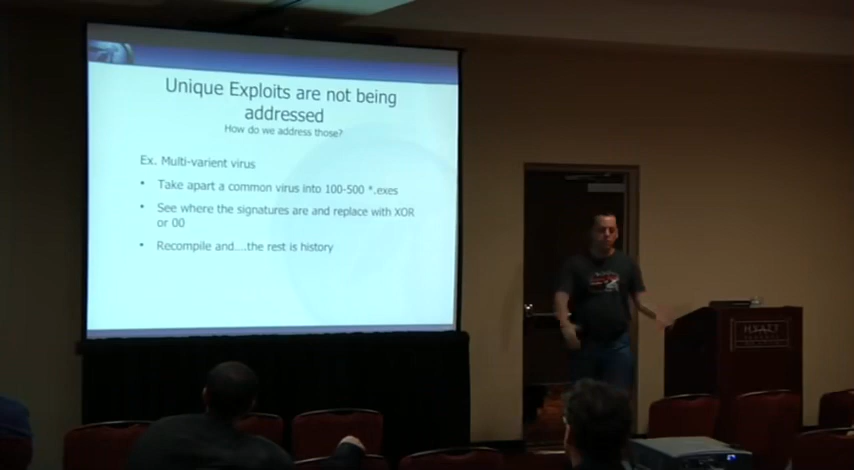 Unique Exploits are not being
addressed
How do we address those?
Ex. Multi-varient virus
• Take apart a common virus into 100-500 *.exes
• See where the signatures are and replace with XOR
or 00
• Recompile and....the rest is history
HYATT